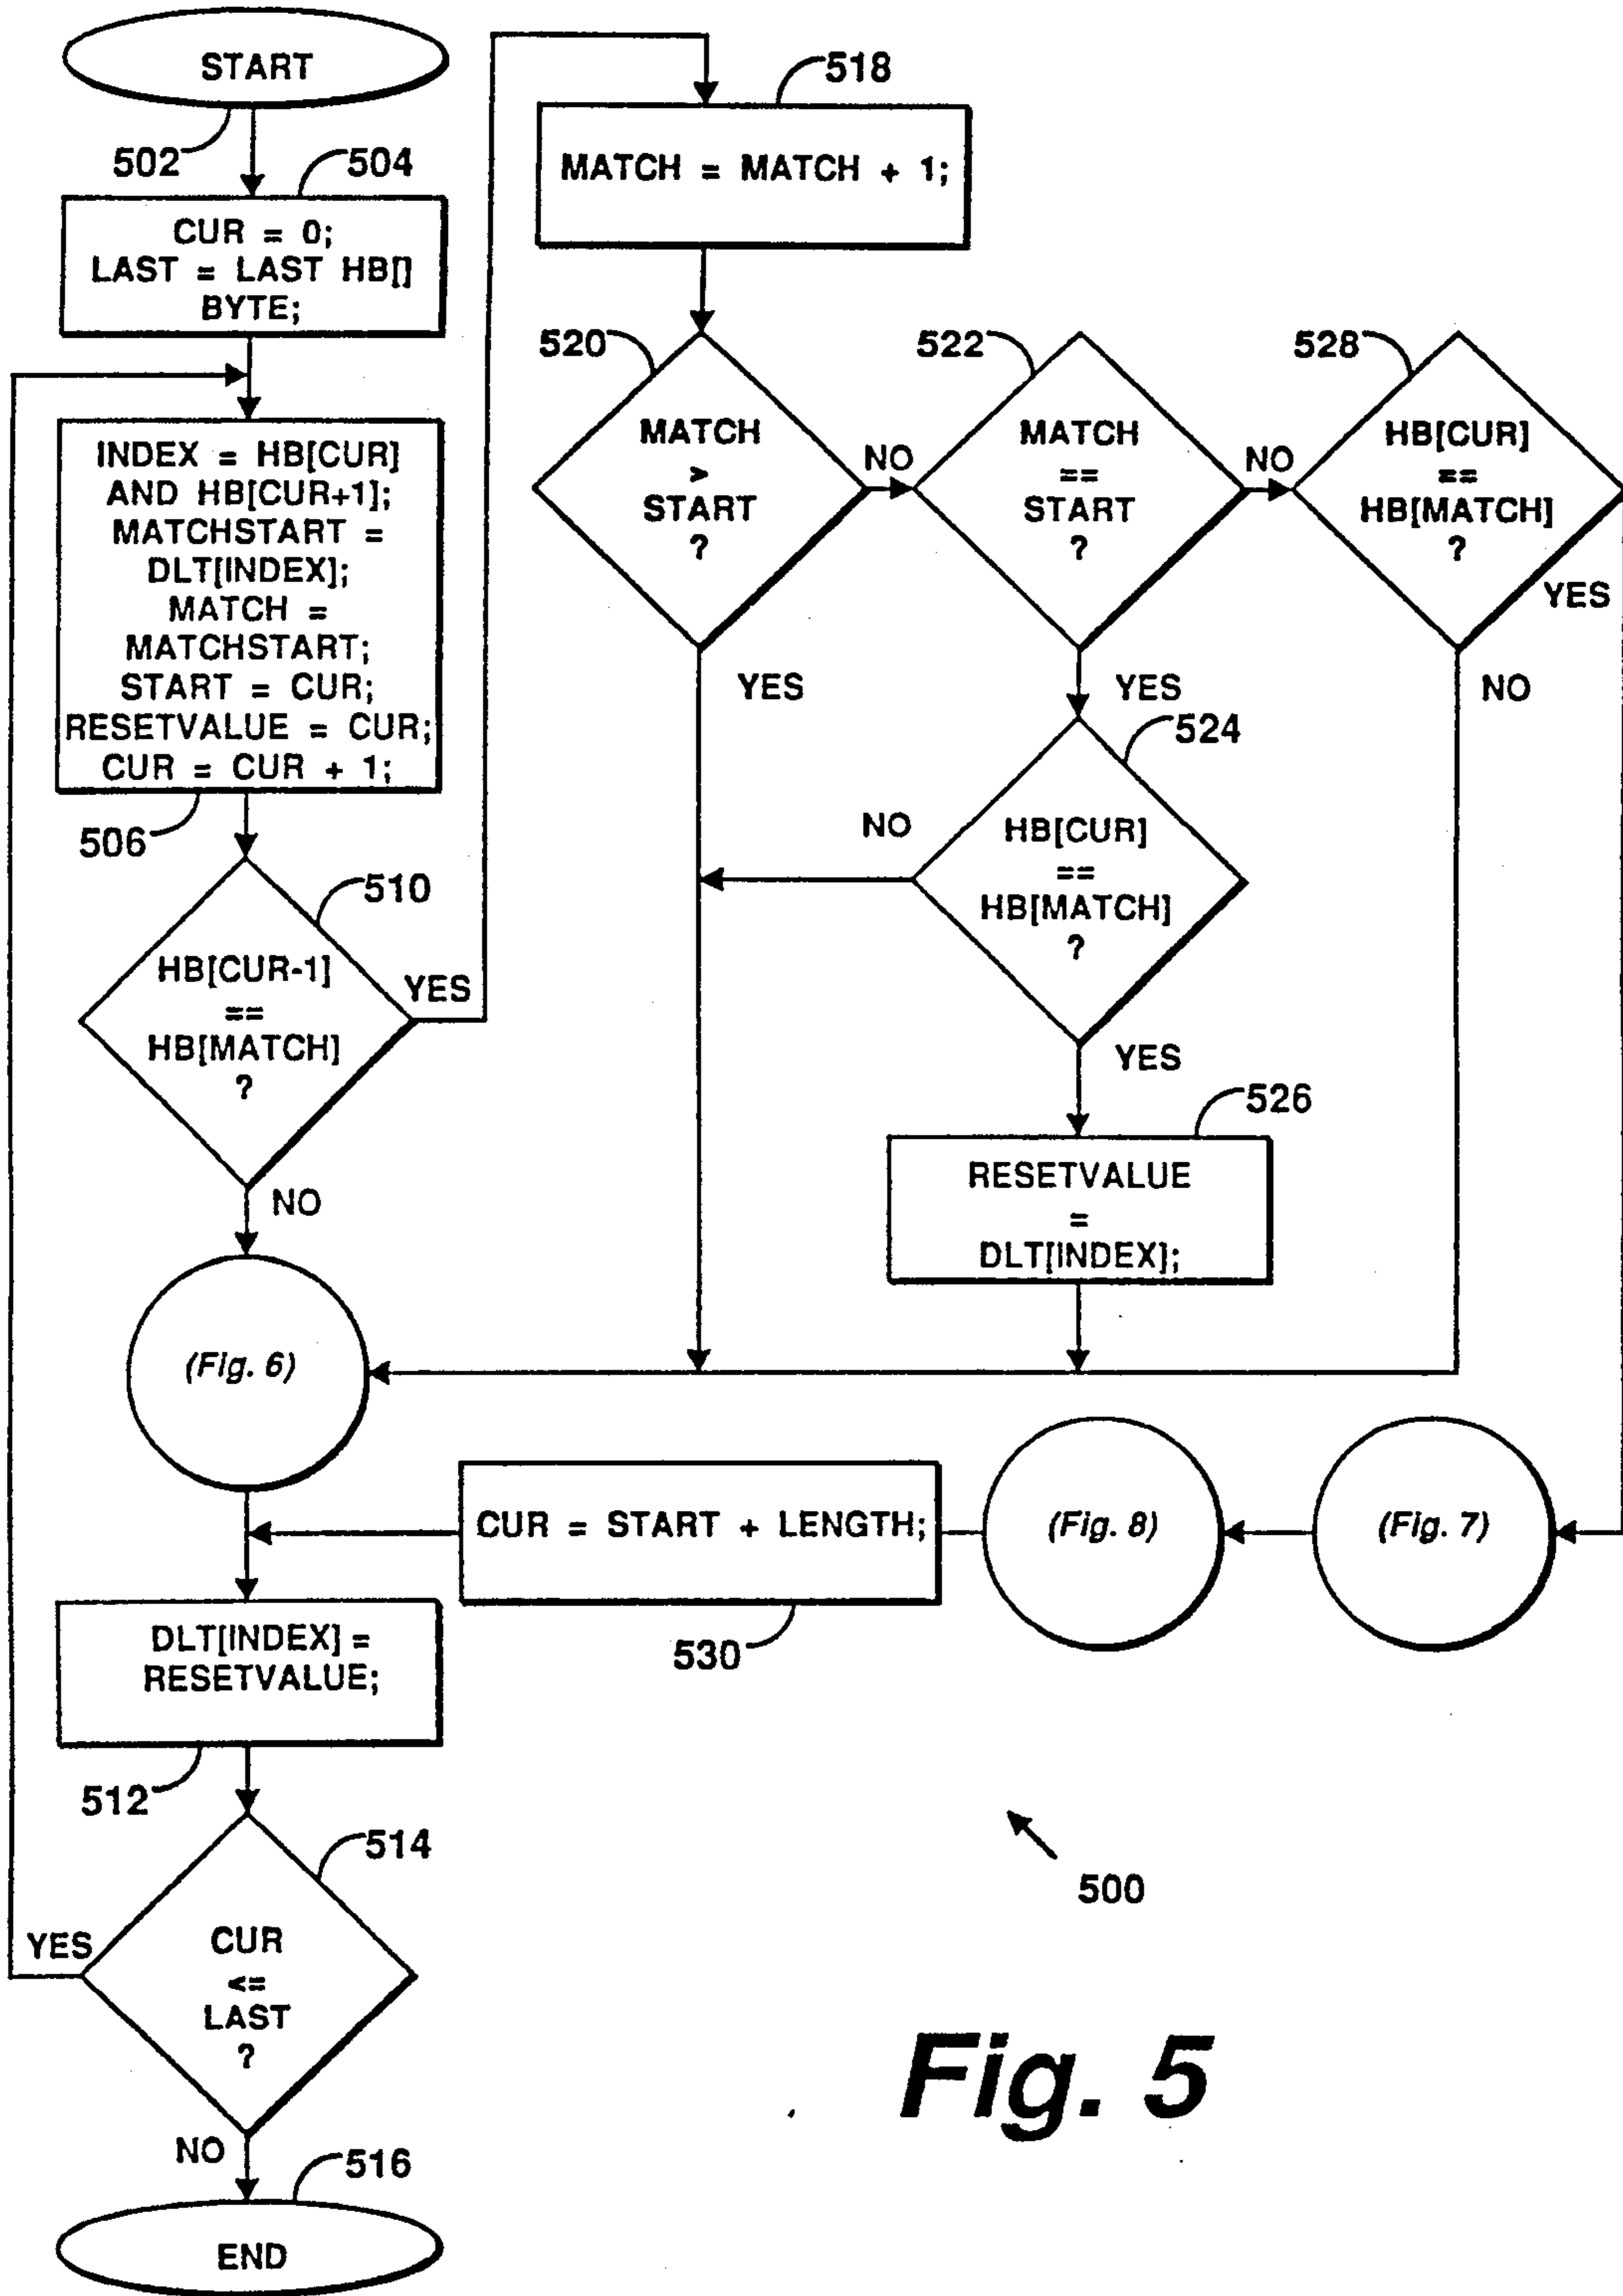 START
502
504
CUR = 0;
LAST = LAST HB[]
BYTE;
INDEX = HB[CUR]
AND HB[CUR+1];
MATCHSTART =
DLT[INDEX];
MATCH =
MATCHSTART;
START = CUR;
RESETVALUE = CUR;
CUR = CUR + 1;
506
510
HB[CUR-1]
==
HB[MATCH]
?
YES
NO
(Fig. 6)
518
MATCH = MATCH + 1;
520
MATCH
>
START
?
NO
YES
522
MATCH
==
START
?
NO
YES
528
HB[CUR]
==
HB[MATCH]
?
YES
NO
524
HB[CUR]
==
HB[MATCH]
?
NO
YES
526
RESETVALUE
=
DLT[INDEX];
(Fig. 7)
(Fig. 8)
CUR = START + LENGTH;
530
DLT[INDEX] =
RESETVALUE;
512
514
CUR
<=
LAST
?
YES
NO
516
END
500
Fig. 5